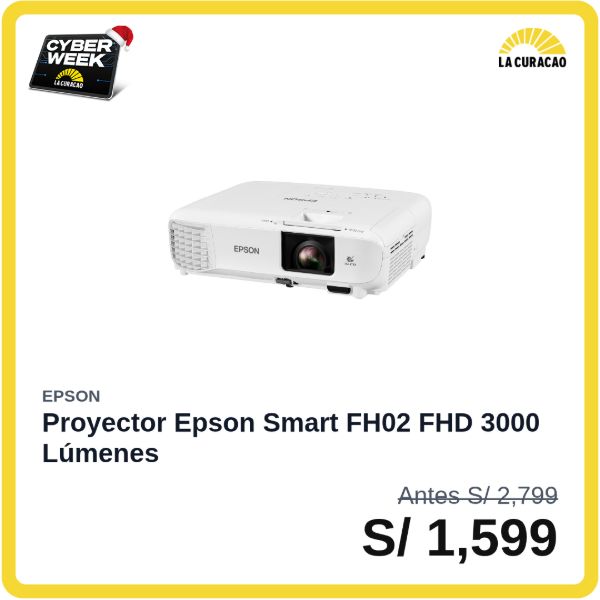 CYBER
WEEK
LA CURACAO
LA CURACAO
EPSON
EPSON
EPSON
Proyector Epson Smart FH02 FHD 3000
Lúmenes
Antes S/ 2,799
S/ 1,599